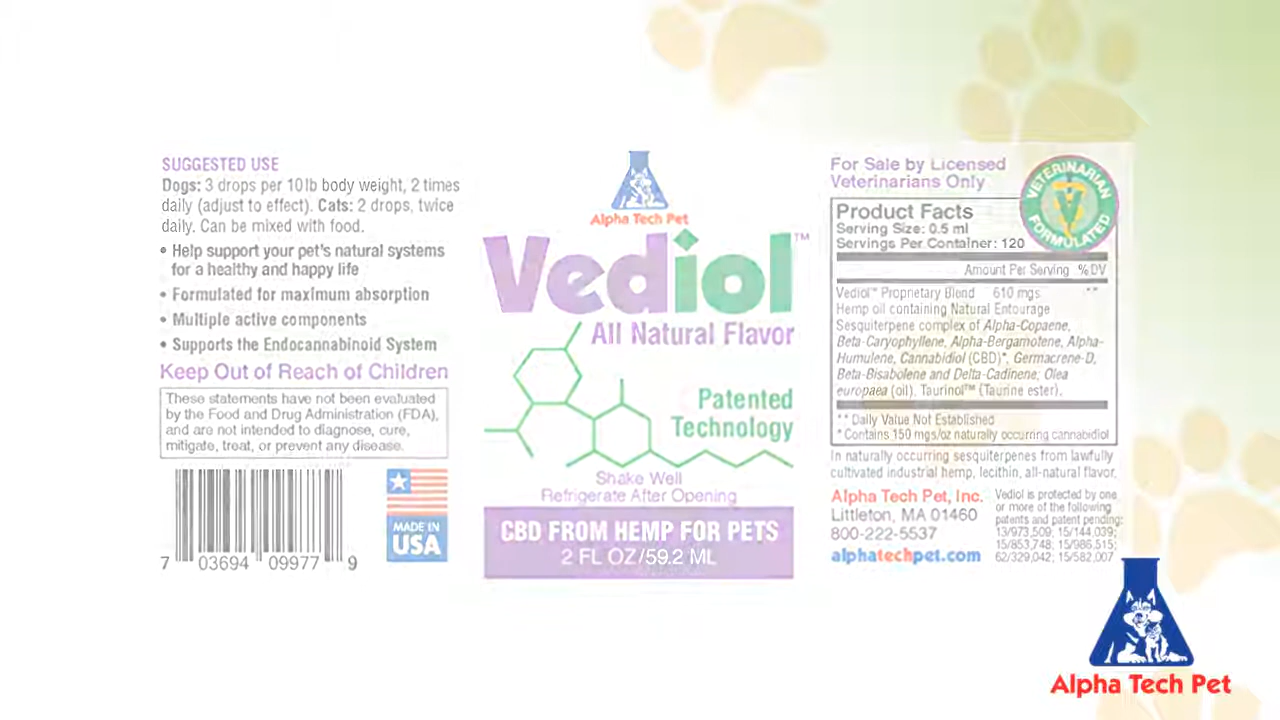 SUGGESTED USE
Dogs: 3 drops per 10lb body weight, 2 times
daily (adjust to effect). Cats: 2 drops, twice
daily. Can be mixed with food.
• Help support your pet's natural systems
for a healthy and happy life
• Formulated for maximum absorption
• Multiple active components
• Supports the Endocannabinoid System
Keep Out of Reach of Children
These statements have not been evaluated
by the Food and Drug Administration (FDA),
and are not intended to diagnose, cure,
mitigate, treat, or prevent any disease.
7 03694 09977 9
MADE IN
USA
Alpha Tech Pet
Vediol™
All Natural Flavor
Patented
Technology
Shake Well
Refrigerate After Opening
CBD FROM HEMP FOR PETS
2 FL OZ/59.2 ML
For Sale by Licensed
Veterinarians Only
VETERINARIAN
FORMULATED
Product Facts
Serving Size: 0.5 ml
Servings Per Container: 120
Amount Per Serving % DV
Vediol™ Proprietary Blend 610 mgs **
Hemp oil containing Natural Entourage
Sesquiterpene complex of Alpha-Copaene,
Beta-Caryophyllene, Alpha-Bergamotene, Alpha-
Humulene, Cannabidiol (CBD)*, Germacrene-D,
Beta-Bisabolene and Delta-Cadinene; Olea
europaea (oil), Taurinol™ (Taurine ester).
** Daily Value Not Established
* Contains 150 mgs/oz naturally occurring cannabidiol
In naturally occurring sesquiterpenes from lawfully
cultivated industrial hemp, lecithin, all-natural flavor.
Alpha Tech Pet, Inc.
Littleton, MA 01460
800-222-5537
alphatechpet.com
Vediol is protected by one
or more of the following
patents and patent pending:
13/973,509; 15/144,039;
15/853,748; 15/986,515;
62/329,042; 15/582,007
Alpha Tech Pet